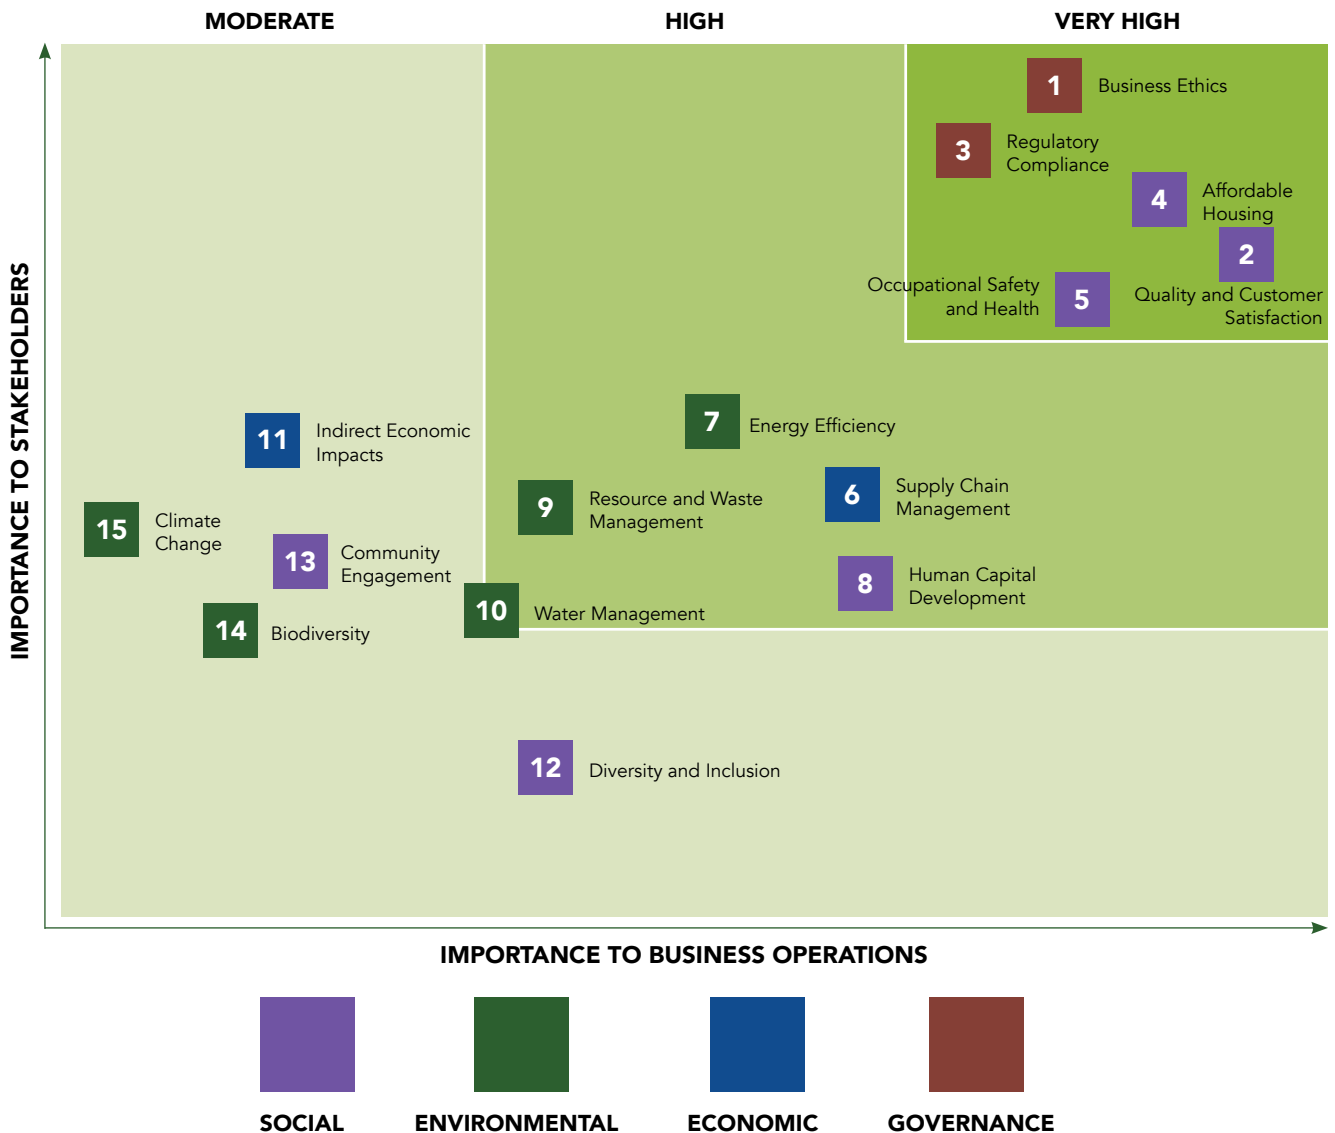 MODERATE
HIGH
VERY HIGH
IMPORTANCE TO STAKEHOLDERS
1
Business Ethics
3
Regulatory
Compliance
4
Affordable
Housing
2
Quality and Customer
Satisfaction
Occupational Safety
and Health
5
11
Indirect Economic
Impacts
7
Energy Efficiency
6
Supply Chain
Management
9
Resource and Waste
Management
15
Climate
Change
13
Community
Engagement
8
Human Capital
Development
10
Water Management
14
Biodiversity
12
Diversity and Inclusion
IMPORTANCE TO BUSINESS OPERATIONS
SOCIAL
ENVIRONMENTAL
ECONOMIC
GOVERNANCE